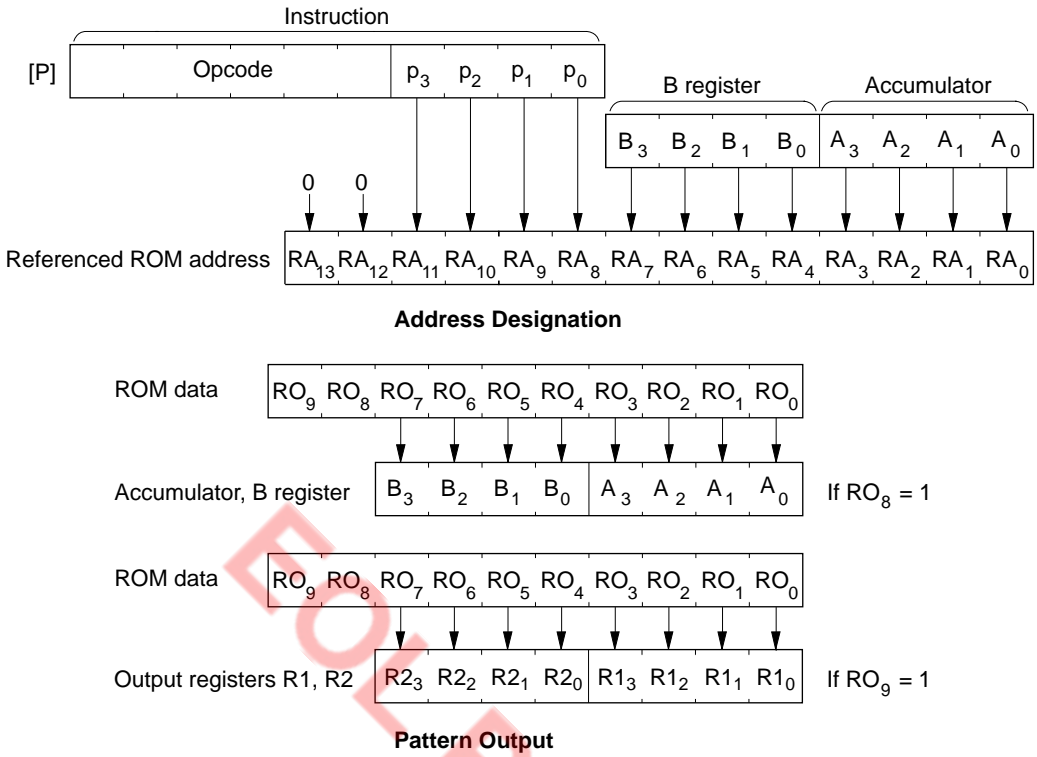 Instruction
[P] Opcode p3 p2 p1 p0
B register Accumulator
B3 B2 B1 B0 A3 A2 A1 A0
0 0
Referenced ROM address RA13 RA12 RA11 RA10 RA9 RA8 RA7 RA6 RA5 RA4 RA3 RA2 RA1 RA0
Address Designation
ROM data RO9 RO8 RO7 RO6 RO5 RO4 RO3 RO2 RO1 RO0
Accumulator, B register B3 B2 B1 B0 A3 A2 A1 A0 If RO8 = 1
ROM data RO9 RO8 RO7 RO6 RO5 RO4 RO3 RO2 RO1 RO0
Output registers R1, R2 R23 R22 R21 R20 R13 R12 R11 R10 If RO9 = 1
Pattern Output
EOL